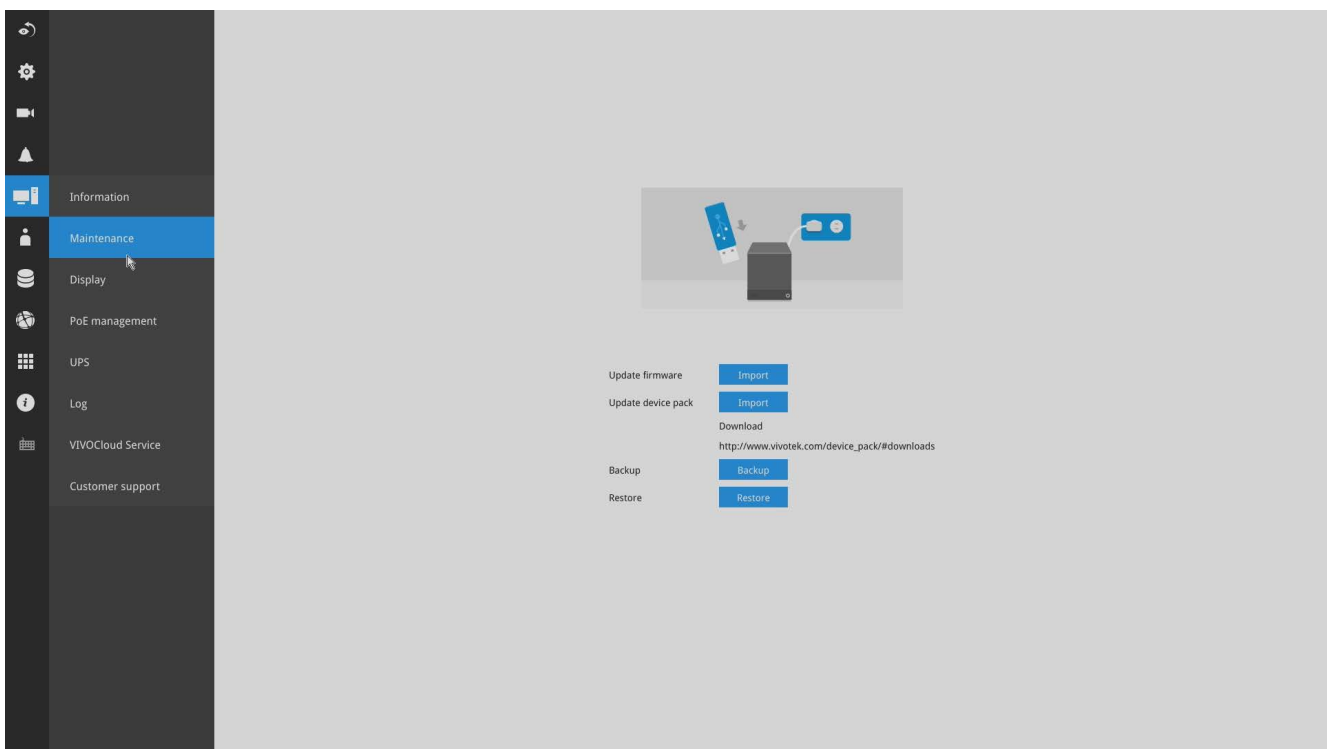 Information
Maintenance
Display
PoE management
UPS
Log
VIVOCloud Service
Customer support
Update firmware Import
Update device pack Import
Download
http://www.vivotek.com/device_pack/#downloads
Backup Backup
Restore Restore